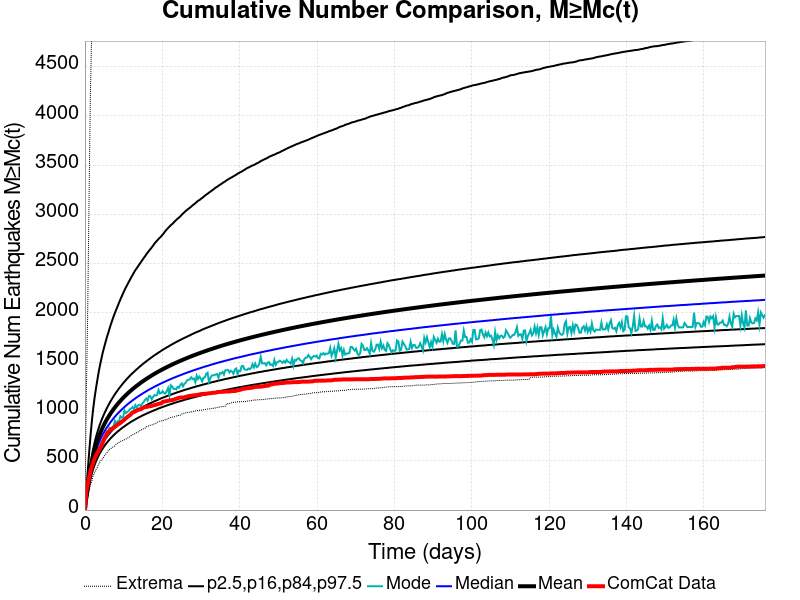 Cumulative Number Comparison, M≥Mc(t)
Cumulative Num Earthquakes M≥Mc(t)
4500
4000
3500
3000
2500
2000
1500
1000
500
0
0 20 40 60 80 100 120 140 160
Time (days)
Extrema p2.5,p16,p84,p97.5 Mode Median Mean ComCat Data